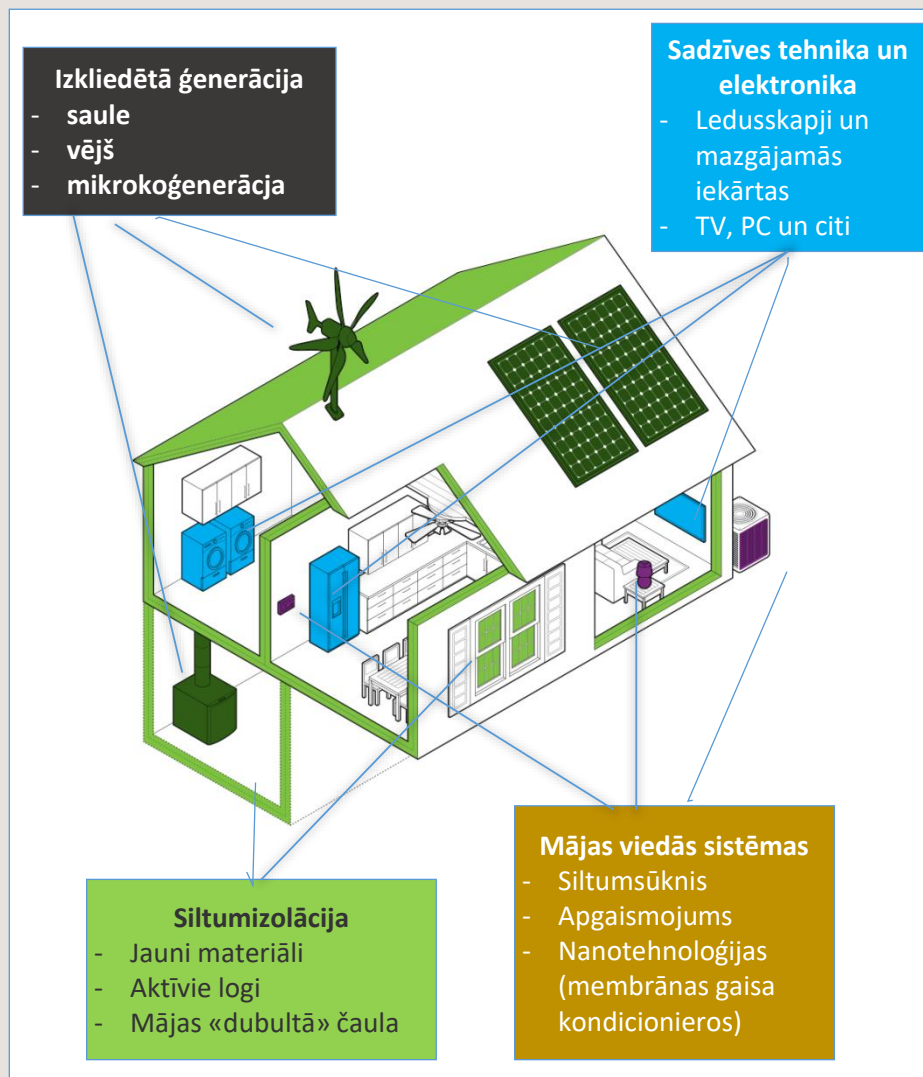 Izkliedētā ģenerācija
- saule
- vējš
- mikrokoģenerācja
Sadzīves tehnika un
elektronika
- Ledusskapji un
mazgājamās
iekārtas
- TV, PC un citi
Siltumizolācija
- Jauni materiāli
- Aktīvie logi
- Mājas «dubultā» čaula
Mājas viedās sistēmas
- Siltumsūknis
- Apgaismojums
- Nanotehnoloģijas
(membrānas gaisa
kondicionieros)